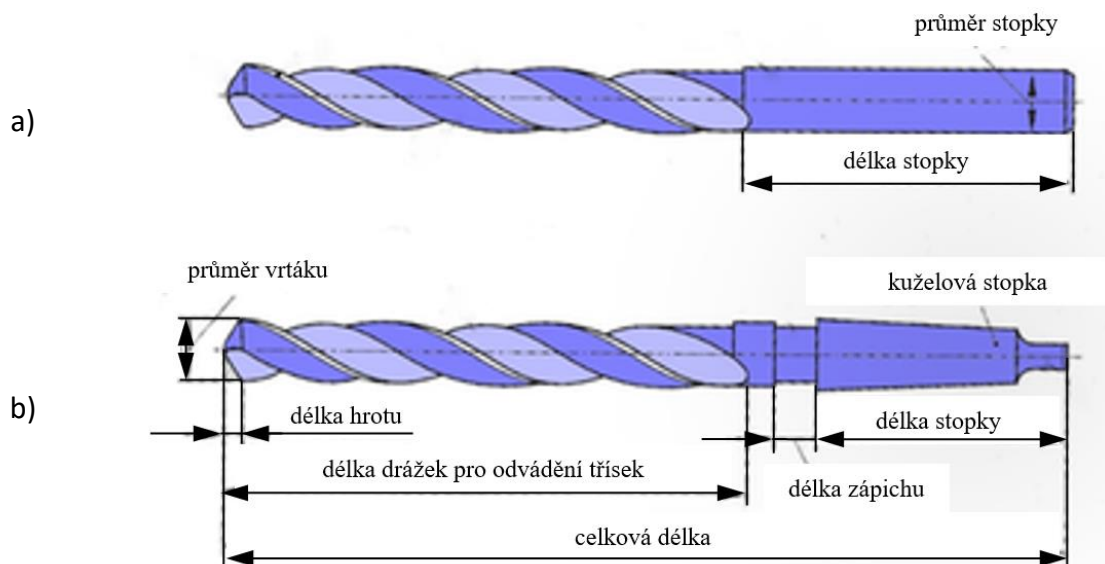 průměr stopky
a)
délka stopky
průměr vrtáku
kuželová stopka
b)
délka hrotu
délka stopky
délka drážek pro odvádění třísek
délka zápichu
celková délka